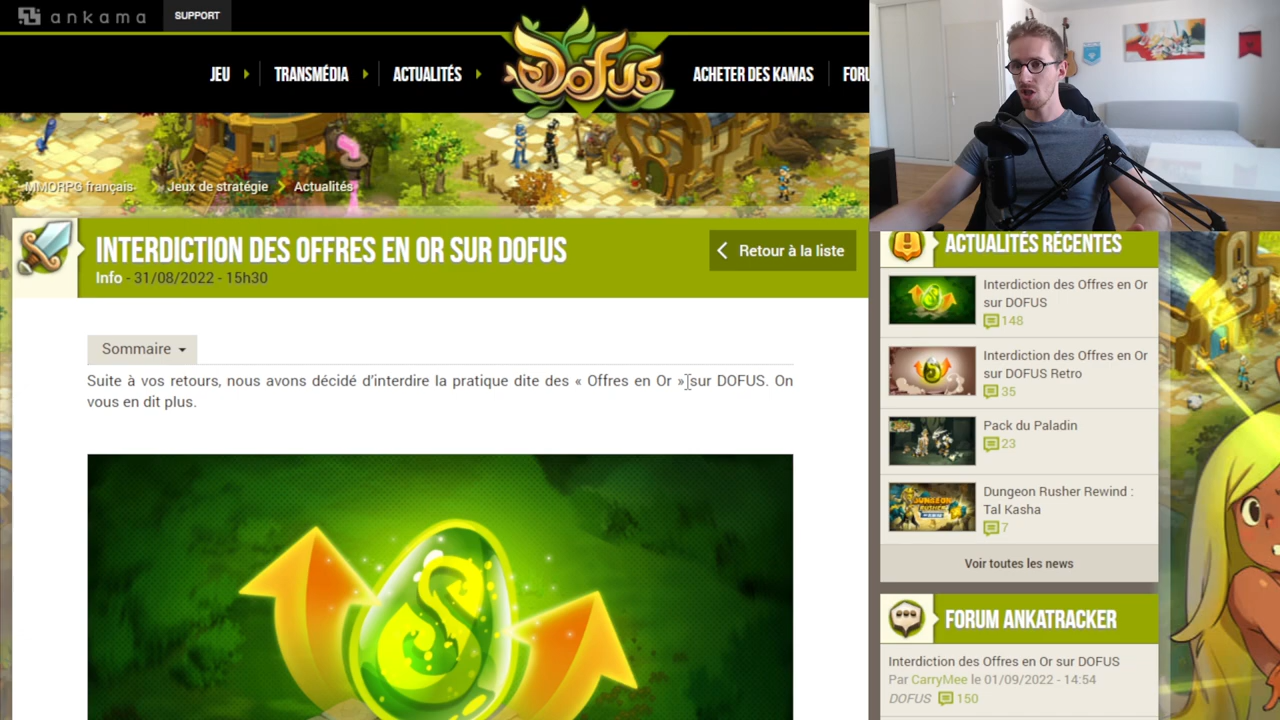 ankama
SUPPORT
JEU
TRANSMÉDIA
ACTUALITÉS
DOFUS
ACHETER DES KAMAS
FORU
MMORPG français
Jeux de stratégie
Actualités
INTERDICTION DES OFFRES EN OR SUR DOFUS
Info - 31/08/2022 - 15h30
Retour à la liste
Sommaire
Suite à vos retours, nous avons décidé d'interdire la pratique dite des « Offres en Or » sur DOFUS. On
vous en dit plus.
ACTUALITÉS RÉCENTES
Interdiction des Offres en Or
sur DOFUS
148
Interdiction des Offres en Or
sur DOFUS Retro
35
Pack du Paladin
23
Dungeon Rusher Rewind :
Tal Kasha
7
Voir toutes les news
FORUM ANKATRACKER
Interdiction des Offres en Or sur DOFUS
Par CarryMee le 01/09/2022 - 14:54
DOFUS 150